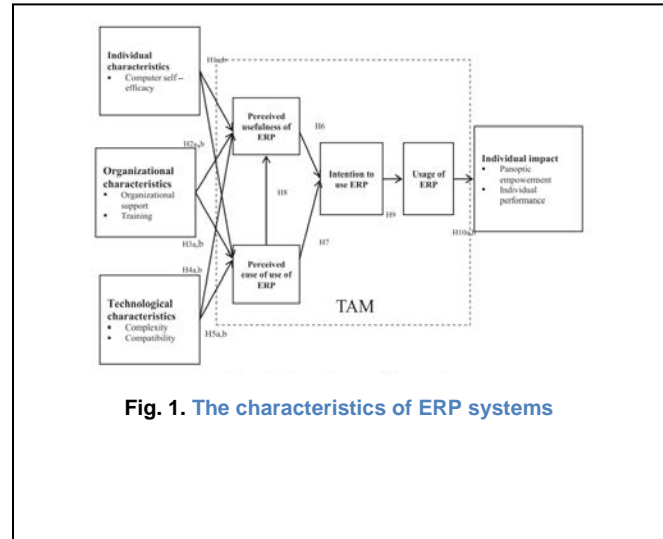 Individual
characteristics
• Computer self –
efficacy
H1a,b
Perceived
usefulness of
ERP
H6
H2a,b
Organizational
characteristics
• Organizational
support
• Training
H8
Intention to
use ERP
H9
Usage of
ERP
Individual impact
• Panoptic
empowerment
• Individual
performance
H10a,b
H3a,b
H4a,b
Perceived
ease of use of
ERP
H7
TAM
Technological
characteristics
• Complexity
• Compatibility
H5a,b
Fig. 1. The characteristics of ERP systems